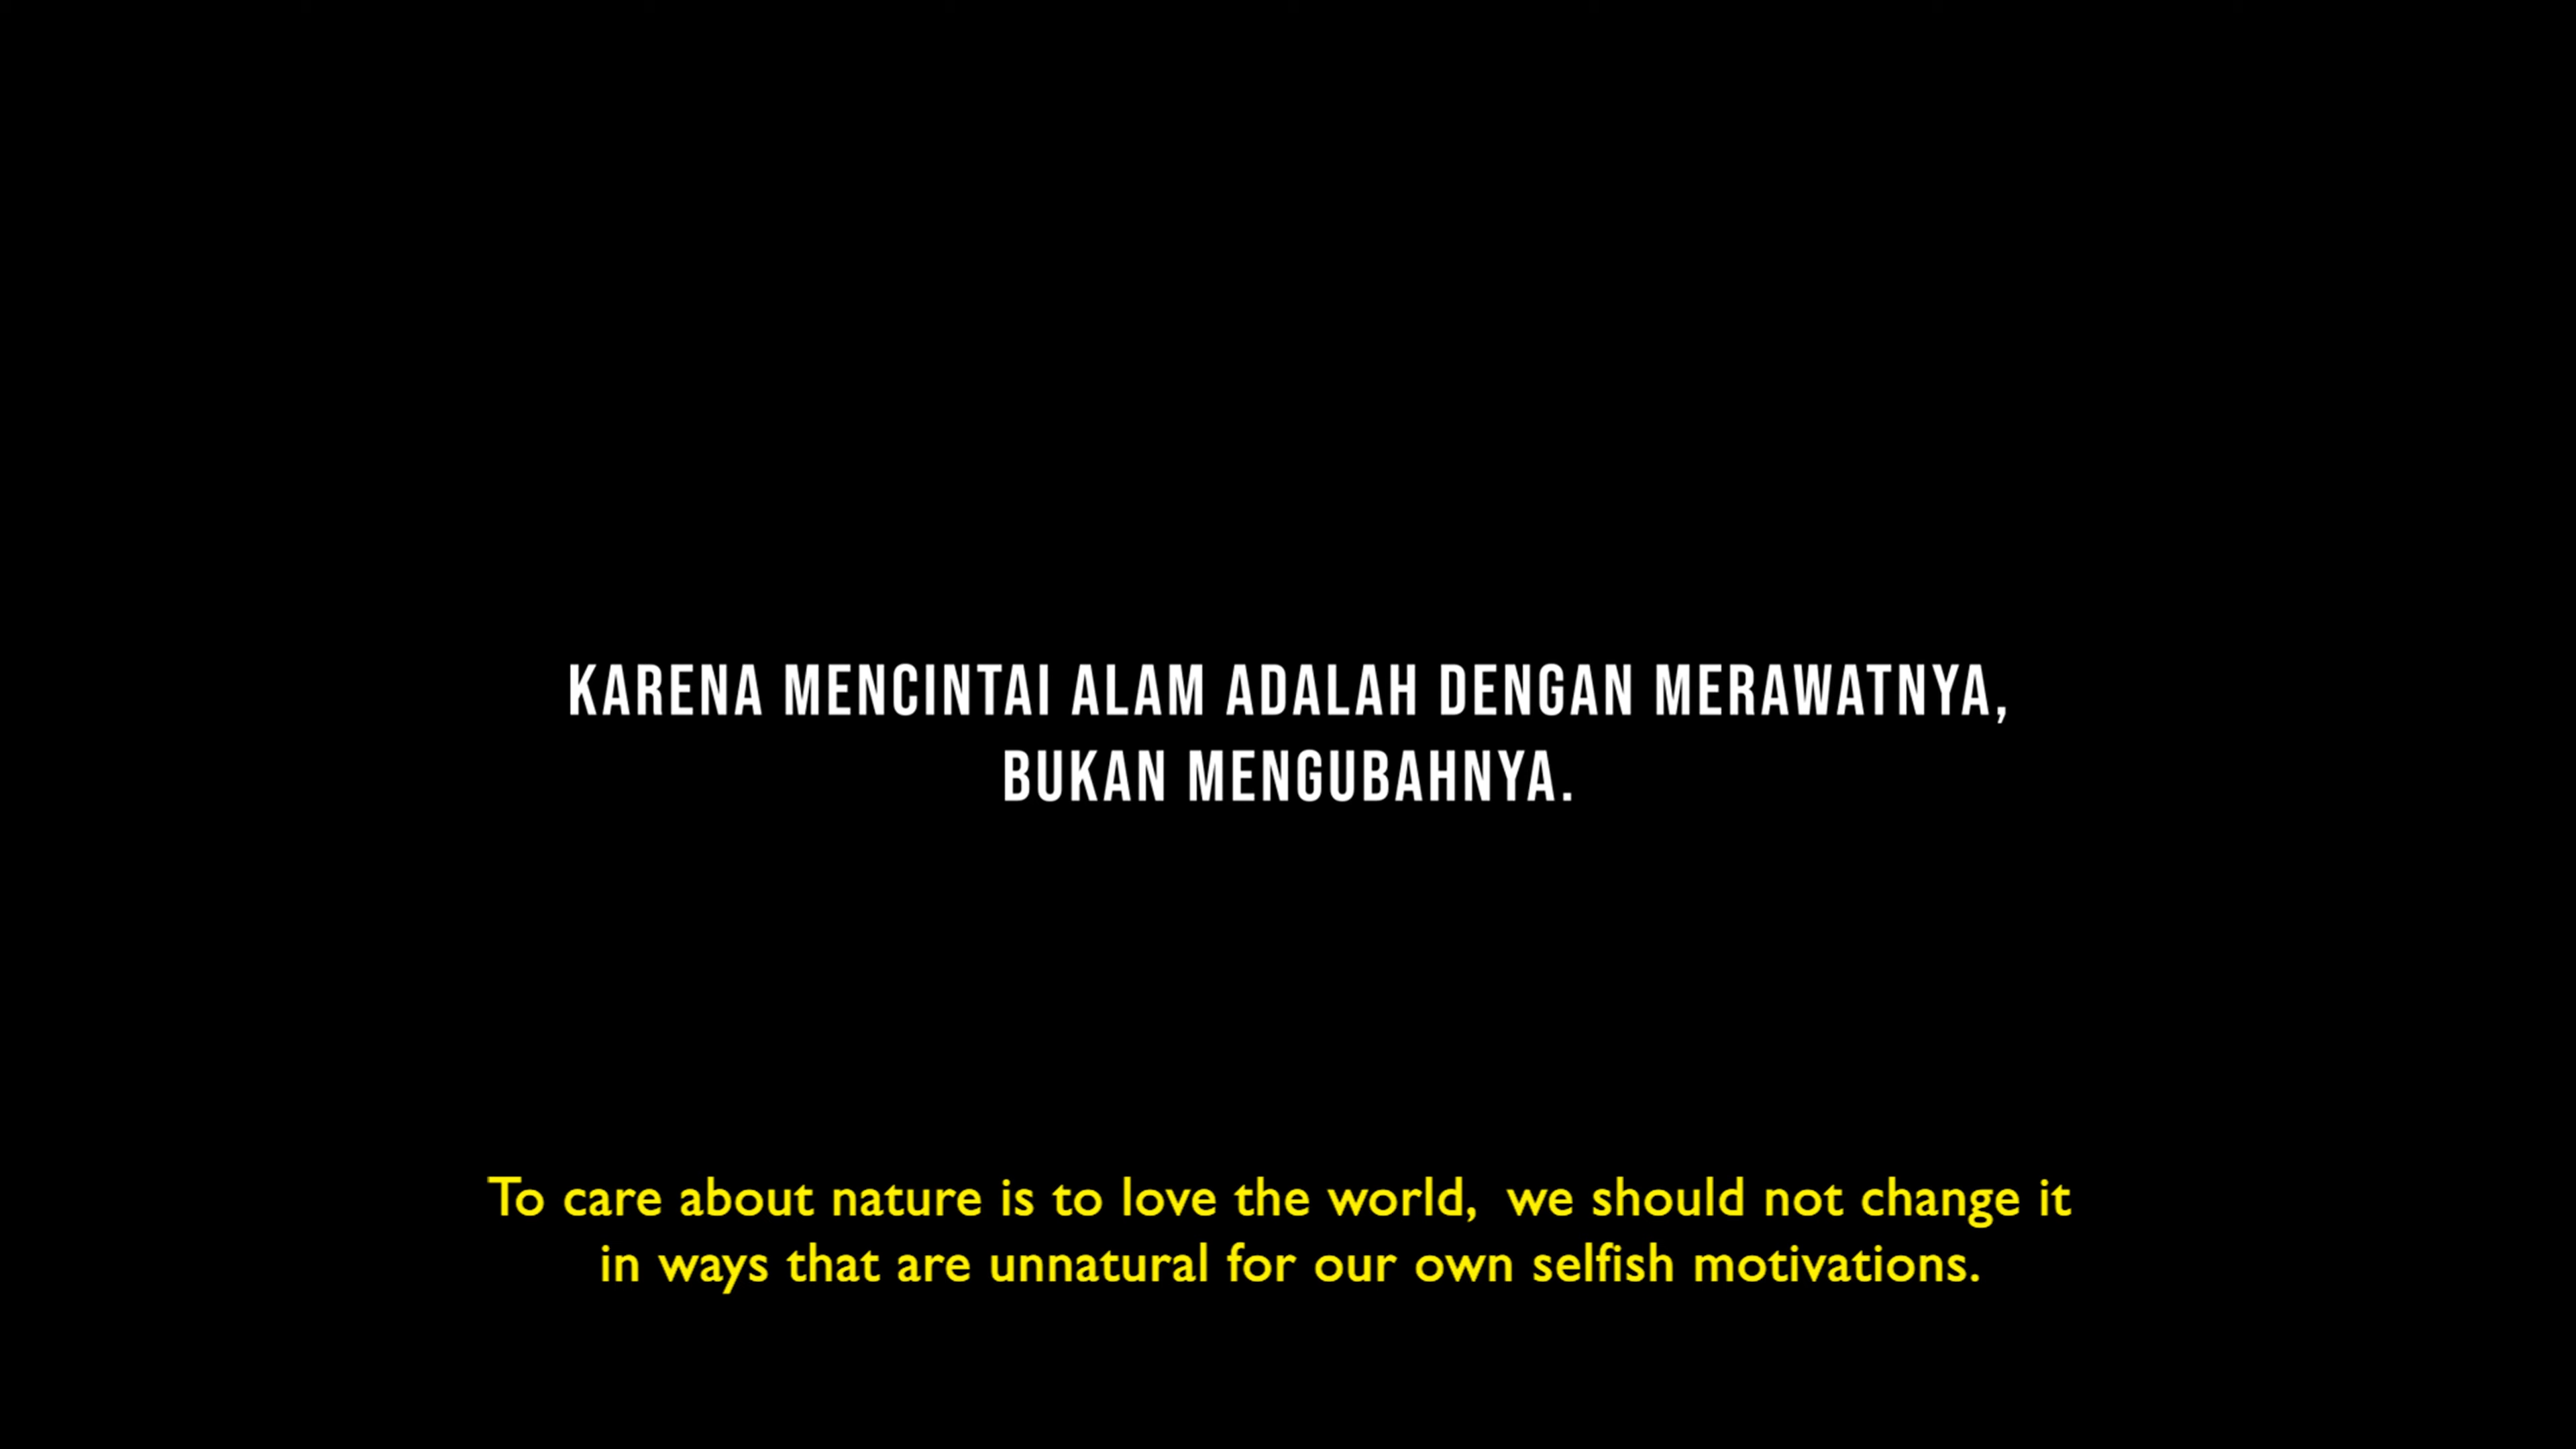 KARENA MENCINTAI ALAM ADALAH DENGAN MERAWATNYA,
BUKAN MENGUBAHNYA.
To care about nature is to love the world,  we should not change it
in ways that are unnatural for our own selfish motivations.